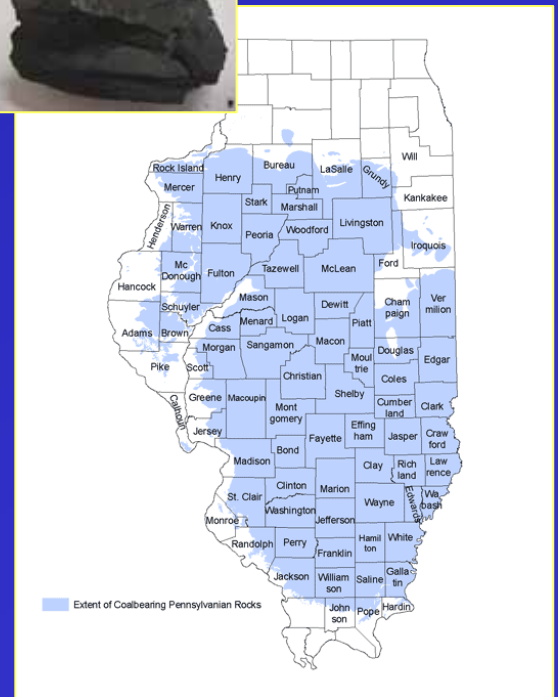 Will
Rock Island
Bureau
LaSalle
Grundy
Henry
Mercer
Putnam
Kankakee
Stark
Marshall
Henderson
Warren
Knox
Livingston
Peoria
Woodford
Iroquois
Mc
Donough
Fulton
Tazewell
McLean
Ford
Hancock
Mason
Dewitt
Cham
paign
Ver
milion
Schuyler
Adams
Brown
Cass
Menard
Logan
Piatt
Morgan
Sangamon
Macon
Douglas
Edgar
Pike
Scott
Christian
Moul
trie
Coles
Greene
Macoupin
Shelby
Calhoun
Mont
gomery
Cumber
land
Clark
Jersey
Fayette
Effing
ham
Jasper
Craw
ford
Bond
Madison
Clay
Rich
land
Law
rence
Clinton
Marion
St. Clair
Wayne
Edwards
Wa
bash
Washington
Monroe
Jefferson
Randolph
Perry
Hamil
ton
White
Franklin
Jackson
William
son
Saline
Galla
tin
Extent of Coalbearing Pennsylvanian Rocks
John
son
Pope
Hardin